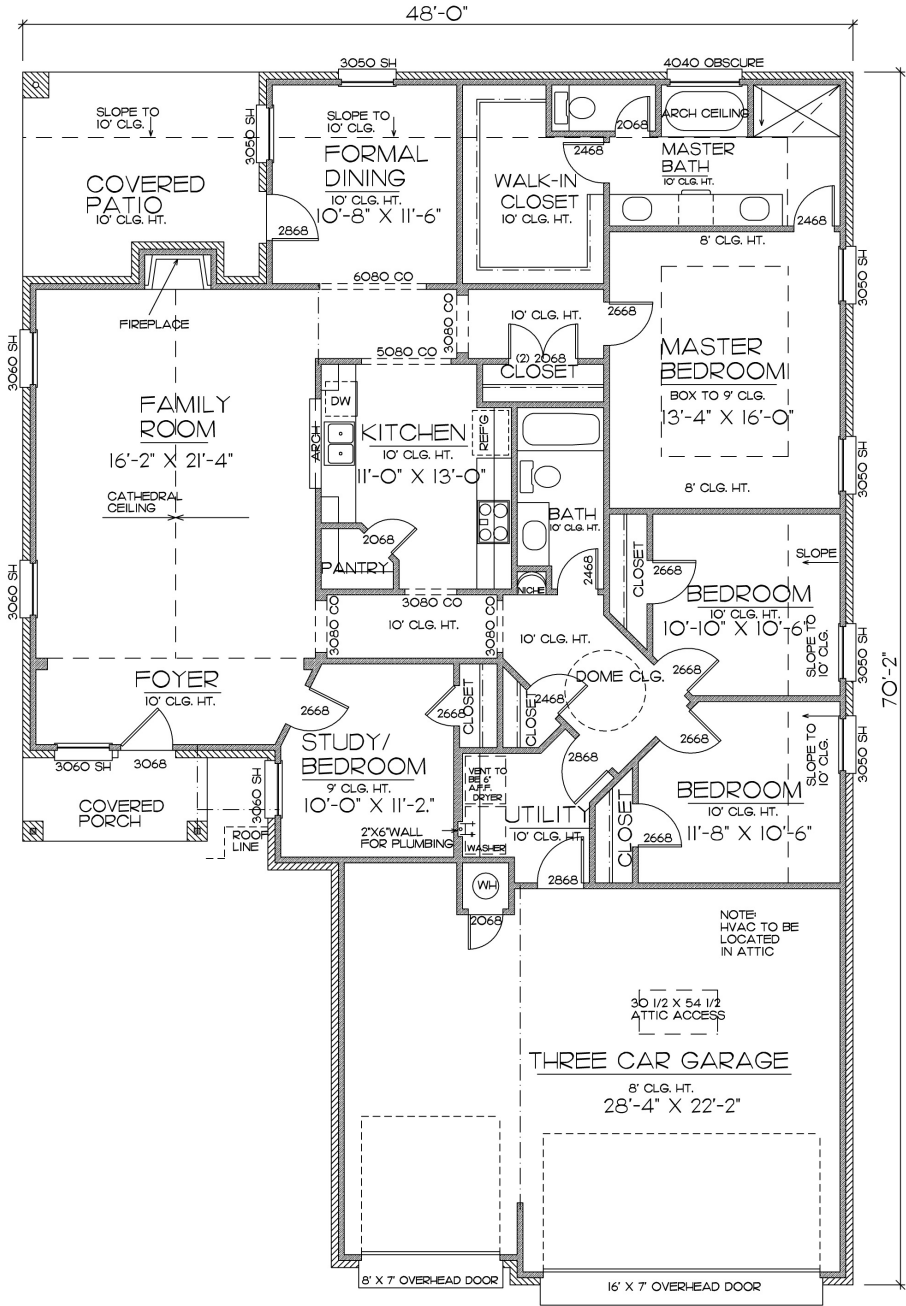 48'-0"
3050 SH
4040 OBSCURE
SLOPE TO
10' CLG.
3050 SH
SLOPE TO
10' CLG.
2068
ARCH CEILING
FORMAL
DINING
10' CLG. HT.
10'-8" X 11'-6"
2468
MASTER
BATH
10' CLG. HT.
COVERED
PATIO
10' CLG. HT.
WALK-IN
CLOSET
10' CLG. HT.
2868
2468
8' CLG. HT.
3050 SH
6080 CO
FIREPLACE
3080 CO
10' CLG. HT.
2668
(2) 2068
CLOSET
5080 CO
3060 SH
MASTER
BEDROOM
BOX TO 9' CLG.
13'-4" X 16'-0"
DW
FAMILY
ROOM
16'-2" X 21'-4"
ARCH
KITCHEN
10' CLG. HT.
11'-0" X 13'-0"
REF'G
3050 SH
8' CLG. HT.
CATHEDRAL
CEILING
BATH
10' CLG. HT.
2068
PANTRY
3060 SH
2468
NICHE
CLOSET
2668
SLOPE
BEDROOM
10' CLG. HT.
10'-10" X 10'-6"
SLOPE TO
10' CLG.
3050 SH
3080 CO
3080 CO
10' CLG. HT.
3080 CO
10' CLG. HT.
DOME CLG.
2668
70'-2"
FOYER
10' CLG. HT.
2668
2668
CLOSET
CLOSET
2468
2668
SLOPE TO
10' CLG.
3050 SH
3060 SH
3068
STUDY/
BEDROOM
9' CLG. HT.
10'-0" X 11'-2."
3060 SH
VENT TO
BE 6"
A.F.F.
DRYER
2868
BEDROOM
10' CLG. HT.
11'-8" X 10'-6"
COVERED
PORCH
UTILITY
10' CLG. HT.
CLOSET
2668
ROOF
LINE
2"X6"WALL
FOR PLUMBING
WASHER
2868
WH
2068
NOTE:
HVAC TO BE
LOCATED
IN ATTIC
30 1/2 X 54 1/2
ATTIC ACCESS
THREE CAR GARAGE
8' CLG. HT.
28'-4" X 22'-2"
8' X 7' OVERHEAD DOOR
16' X 7' OVERHEAD DOOR